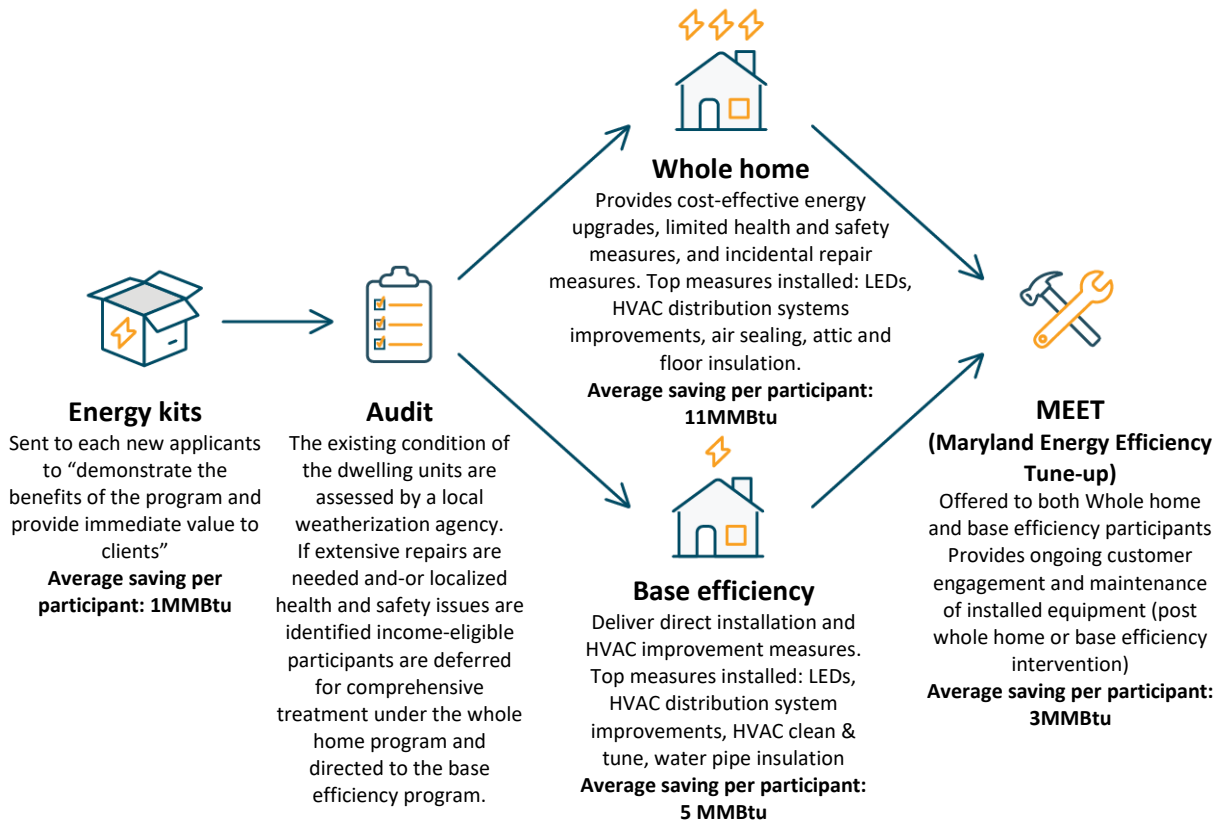 Energy kits
Sent to each new applicants
to “demonstrate the
benefits of the program and
provide immediate value to
clients”
Average saving per
participant: 1MMBtu
Audit
The existing condition of
the dwelling units are
assessed by a local
weatherization agency.
If extensive repairs are
needed and-or localized
health and safety issues are
identified income-eligible
participants are deferred
for comprehensive
treatment under the whole
home program and
directed to the base
efficiency program.
Whole home
Provides cost-effective energy
upgrades, limited health and safety
measures, and incidental repair
measures. Top measures installed: LEDs,
HVAC distribution systems
improvements, air sealing, attic and
floor insulation.
Average saving per participant:
11MMBtu
Base efficiency
Deliver direct installation and
HVAC improvement measures.
Top measures installed: LEDs,
HVAC distribution system
improvements, HVAC clean &
tune, water pipe insulation
Average saving per participant:
5 MMBtu
MEET
(Maryland Energy Efficiency
Tune-up)
Offered to both Whole home
and base efficiency participants
Provides ongoing customer
engagement and maintenance
of installed equipment (post
whole home or base efficiency
intervention)
Average saving per participant:
3MMBtu